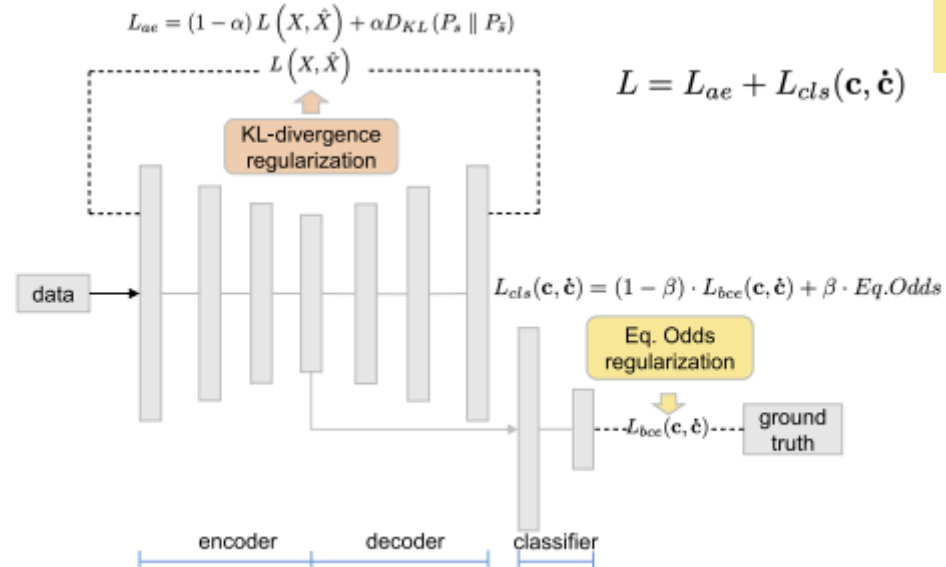 L_{ae} = (1 − α) L (X, X̂) + αD_{KL} (P_s ∥ P_{s̄})
L (X, X̂)
L = L_{ae} + L_{cls}(c, ċ)
KL-divergence
regularization
data
L_{cls}(c, ċ) = (1 − β) · L_{bce}(c, ċ) + β · Eq.Odds
Eq. Odds
regularization
L_{bce}(c, ċ)
ground
truth
encoder
decoder
classifier